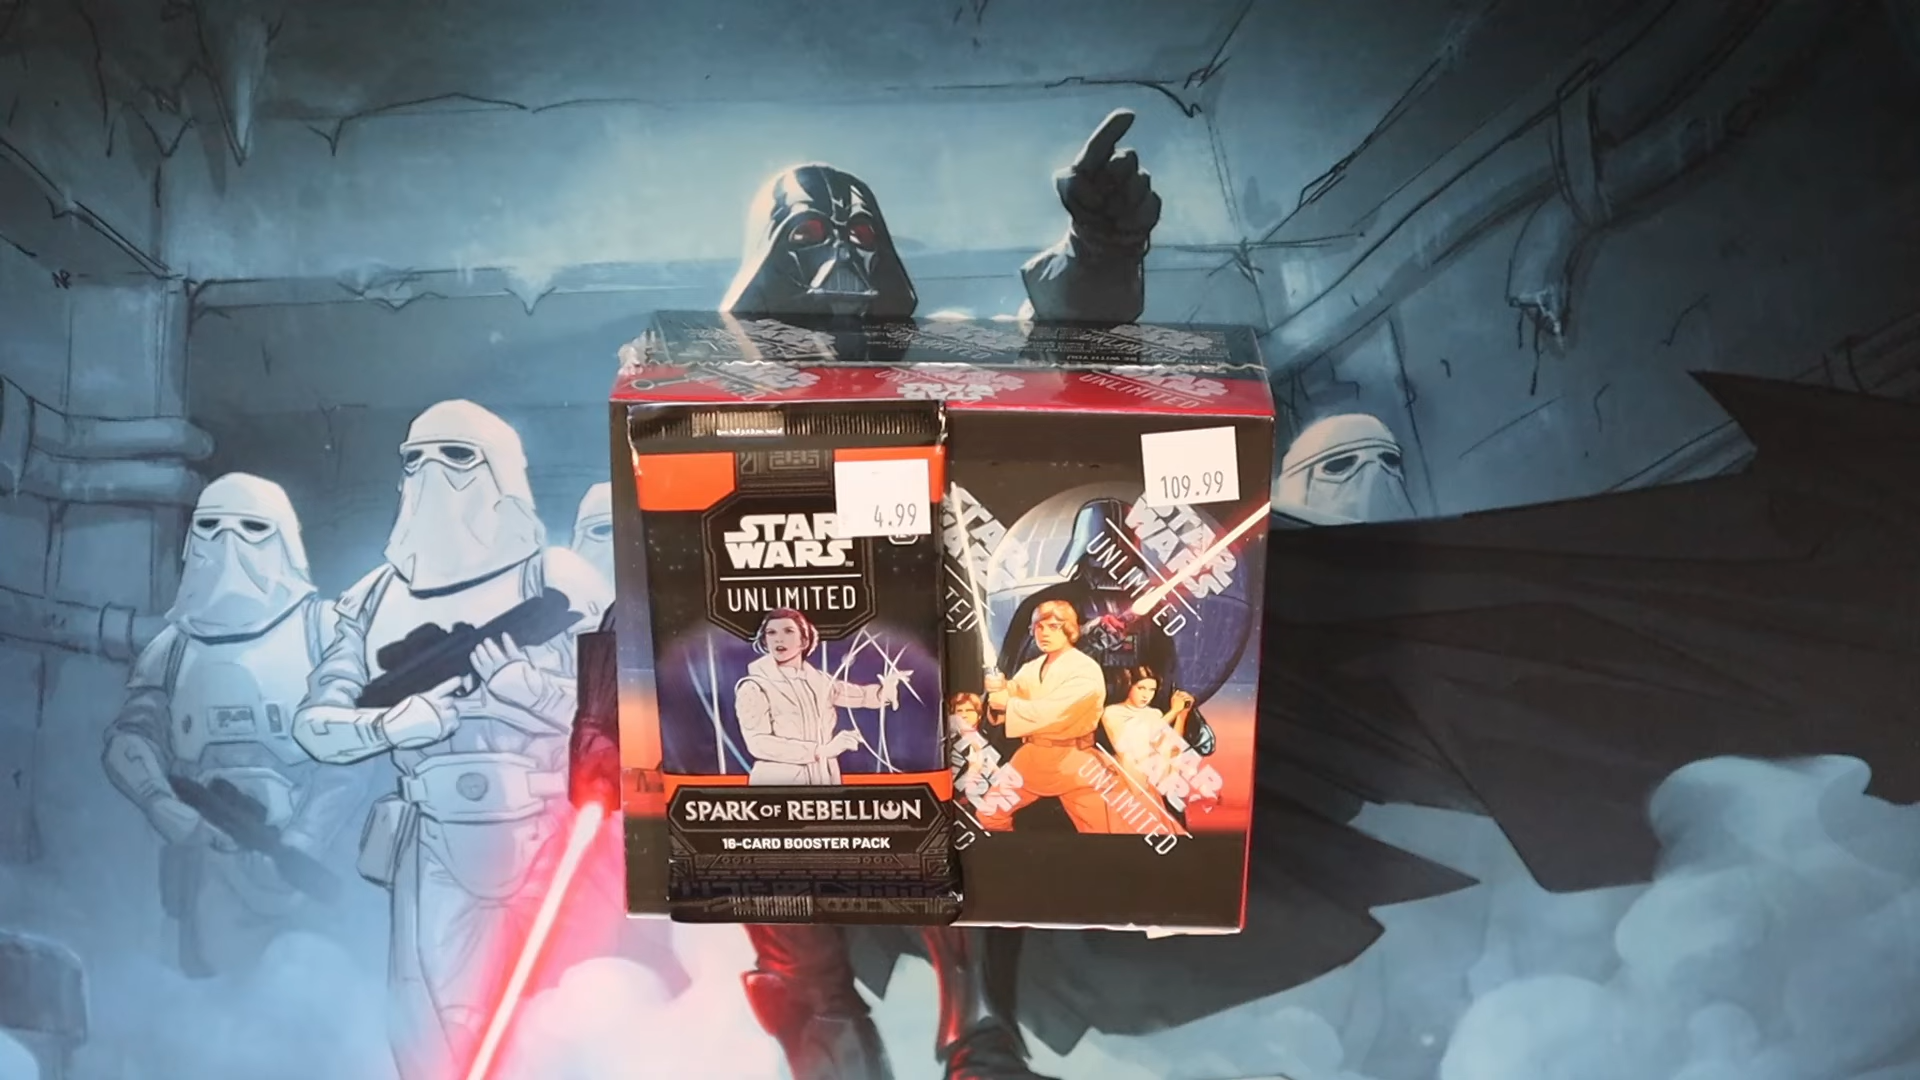 109.99
4.99
STAR
WARS
UNLIMITED
SPARK OF REBELLION
16-CARD BOOSTER PACK
STAR
WARS
UNLIMITED
STAR
WARS
UNLIMITED